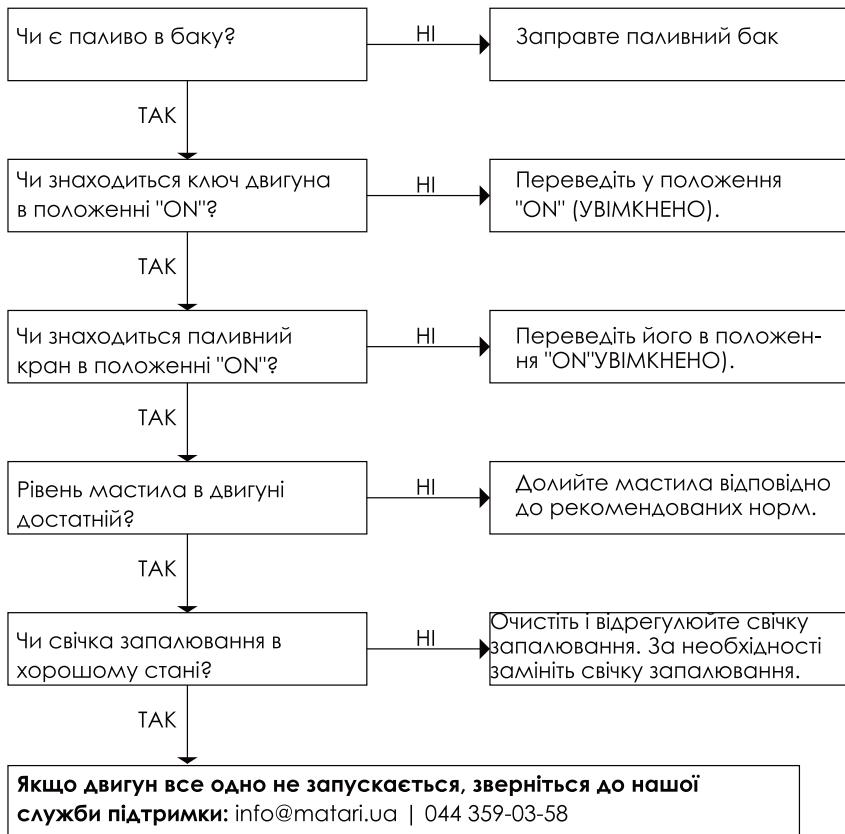 Чи є паливо в баку?
НІ
Заправте паливний бак
ТАК
Чи знаходиться ключ двигуна
в положенні "ON"?
НІ
Переведіть у положення
"ON" (УВІМКНЕНО).
ТАК
Чи знаходиться паливний
кран в положенні "ON"?
НІ
Переведіть його в положен-
ня "ON"УВІМКНЕНО).
ТАК
Рівень мастила в двигуні
достатній?
НІ
Долийте мастила відповідно
до рекомендованих норм.
ТАК
Чи свічка запалювання в
хорошому стані?
НІ
Очистіть і відрегулюйте свічку
запалювання. За необхідності
замініть свічку запалювання.
ТАК
Якщо двигун все одно не запускається, зверніться до нашої
служби підтримки: info@matari.ua | 044 359-03-58